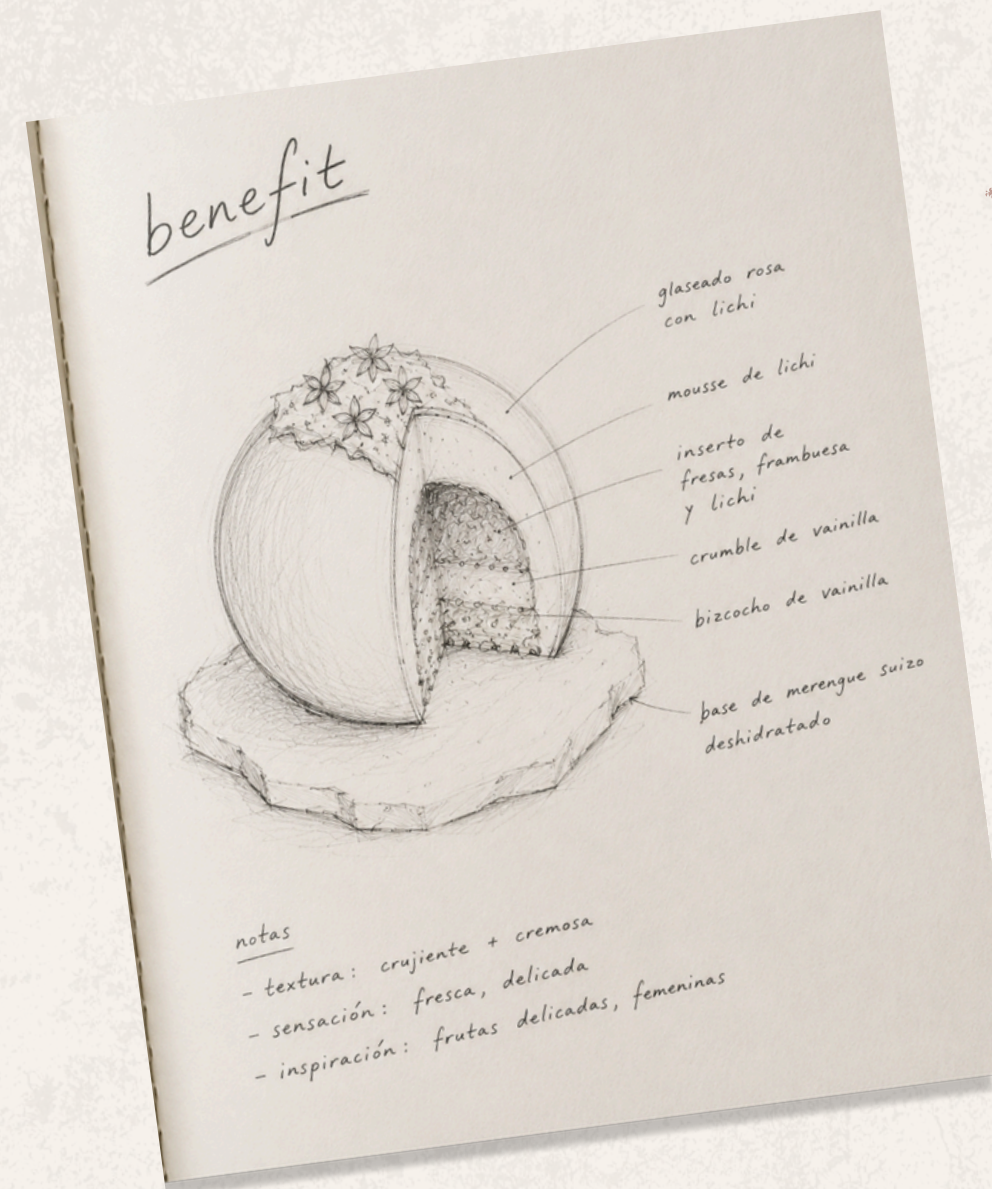 benefit
glaseado rosa
con lichi
mousse de lichi
inserto de
fresas, frambuesa
y lichi
crumble de vainilla
bizcocho de vainilla
base de merengue suizo
deshidratado
notas
- textura: crujiente + cremosa
- sensación: fresca, delicada
- inspiración: frutas delicadas, femeninas